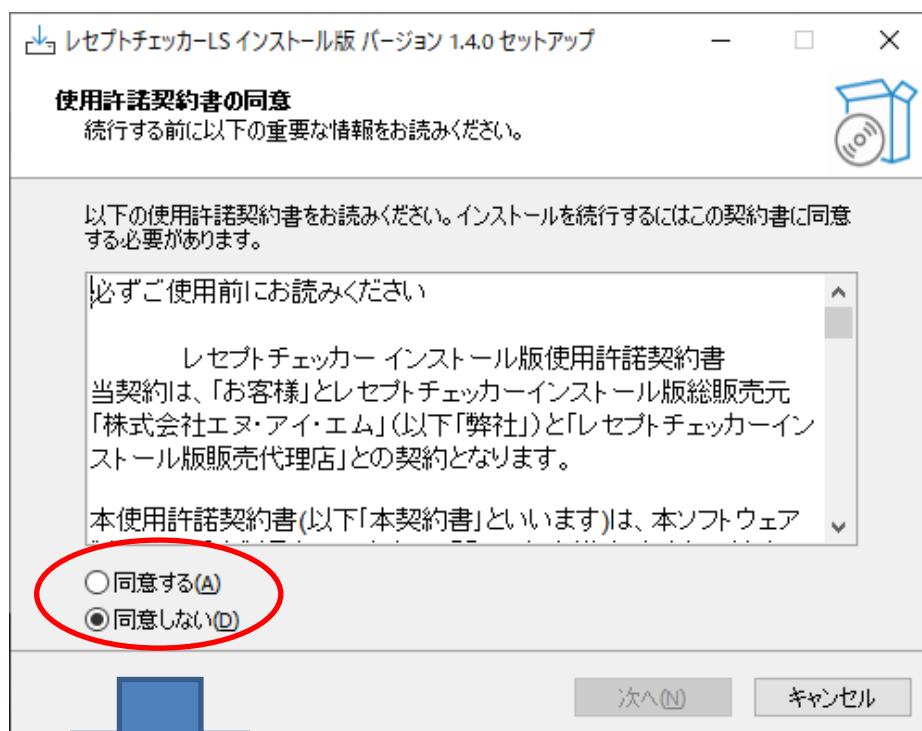 レセプトチェッカーLS インストール版 バージョン 1.4.0 セットアップ
使用許諾契約書の同意
続行する前に以下の重要な情報をお読みください。
以下の使用許諾契約書をお読みください。インストールを続行するにはこの契約書に同意
する必要があります。
必ずご使用前にお読みください
レセプトチェッカー インストール版使用許諾契約書
当契約は、「お客様」とレセプトチェッカーインストール版総販売元
「株式会社エヌ・アイ・エム」(以下「弊社」)と「レセプトチェッカーイン
ストール版販売代理店」との契約となります。
本使用許諾契約書(以下「本契約書」といいます)は、本ソフトウェア
同意する(A)
同意しない(D)
次へ(N)
キャンセル